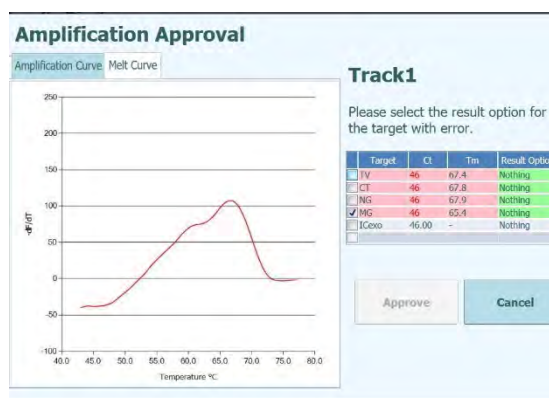 Amplification Approval
Amplification Curve Melt Curve
250
200
150
100
50
0
-50
-100
-dF/dT
40.0 45.0 50.0 55.0 60.0 65.0 70.0 75.0 80.0
Temperature ºC
Track1
Please select the result option for
the target with error.
Target Ct Tm Result Optio
TV 46 67.4 Nothing
CT 46 67.8 Nothing
NG 46 67.9 Nothing
MG 46 65.4 Nothing
ICexo 46.00 - Nothing
Approve Cancel